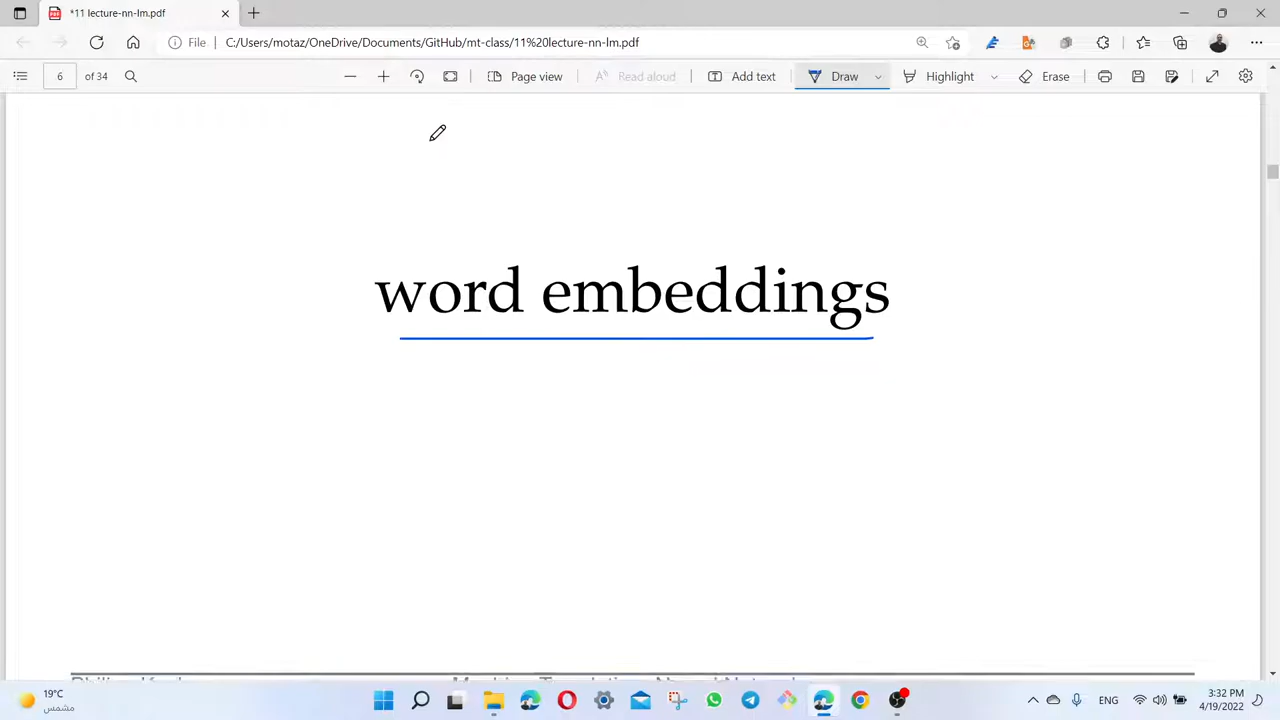 *11 lecture-nn-lm.pdf
File
C:/Users/motaz/OneDrive/Documents/GitHub/mt-class/11%20lecture-nn-lm.pdf
6 of 34
Page view
Read aloud
Add text
Draw
Highlight
Erase
word embeddings
19°C
مشمس
ENG
3:32 PM
4/19/2022